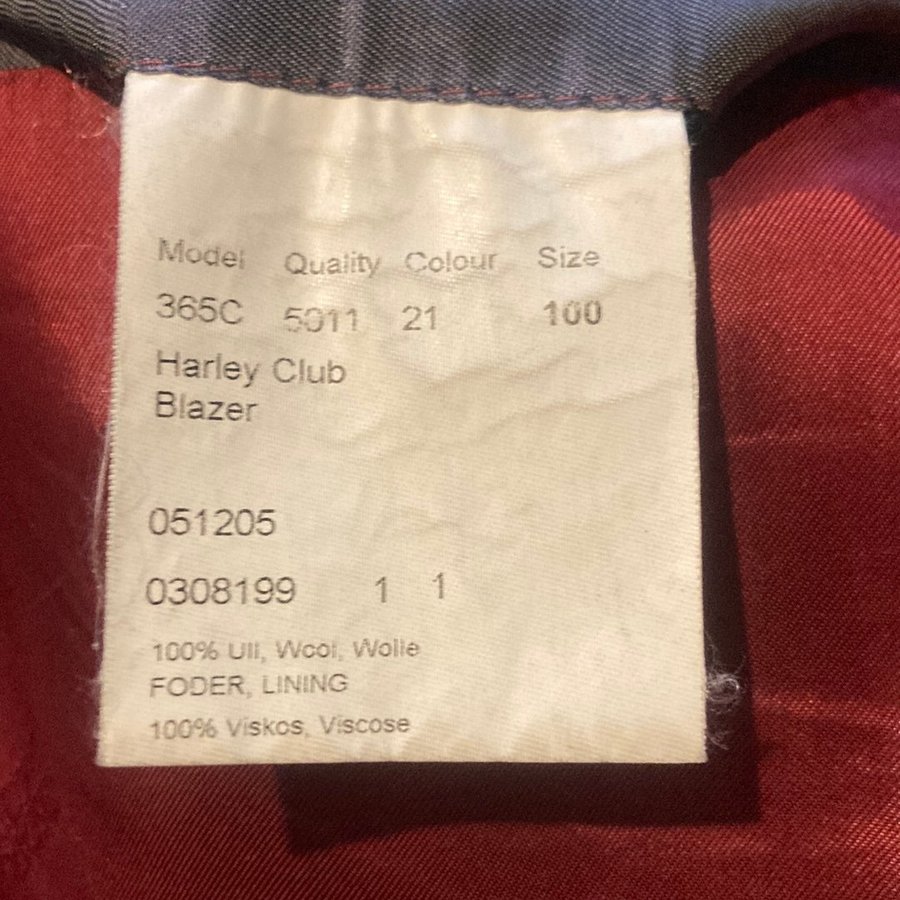 Model Quality Colour Size
365C 5011 21 100
Harley Club
Blazer
051205
0308199 1 1
100% Ull, Wool, Wolle
FODER, LINING
100% Viskos, Viscose